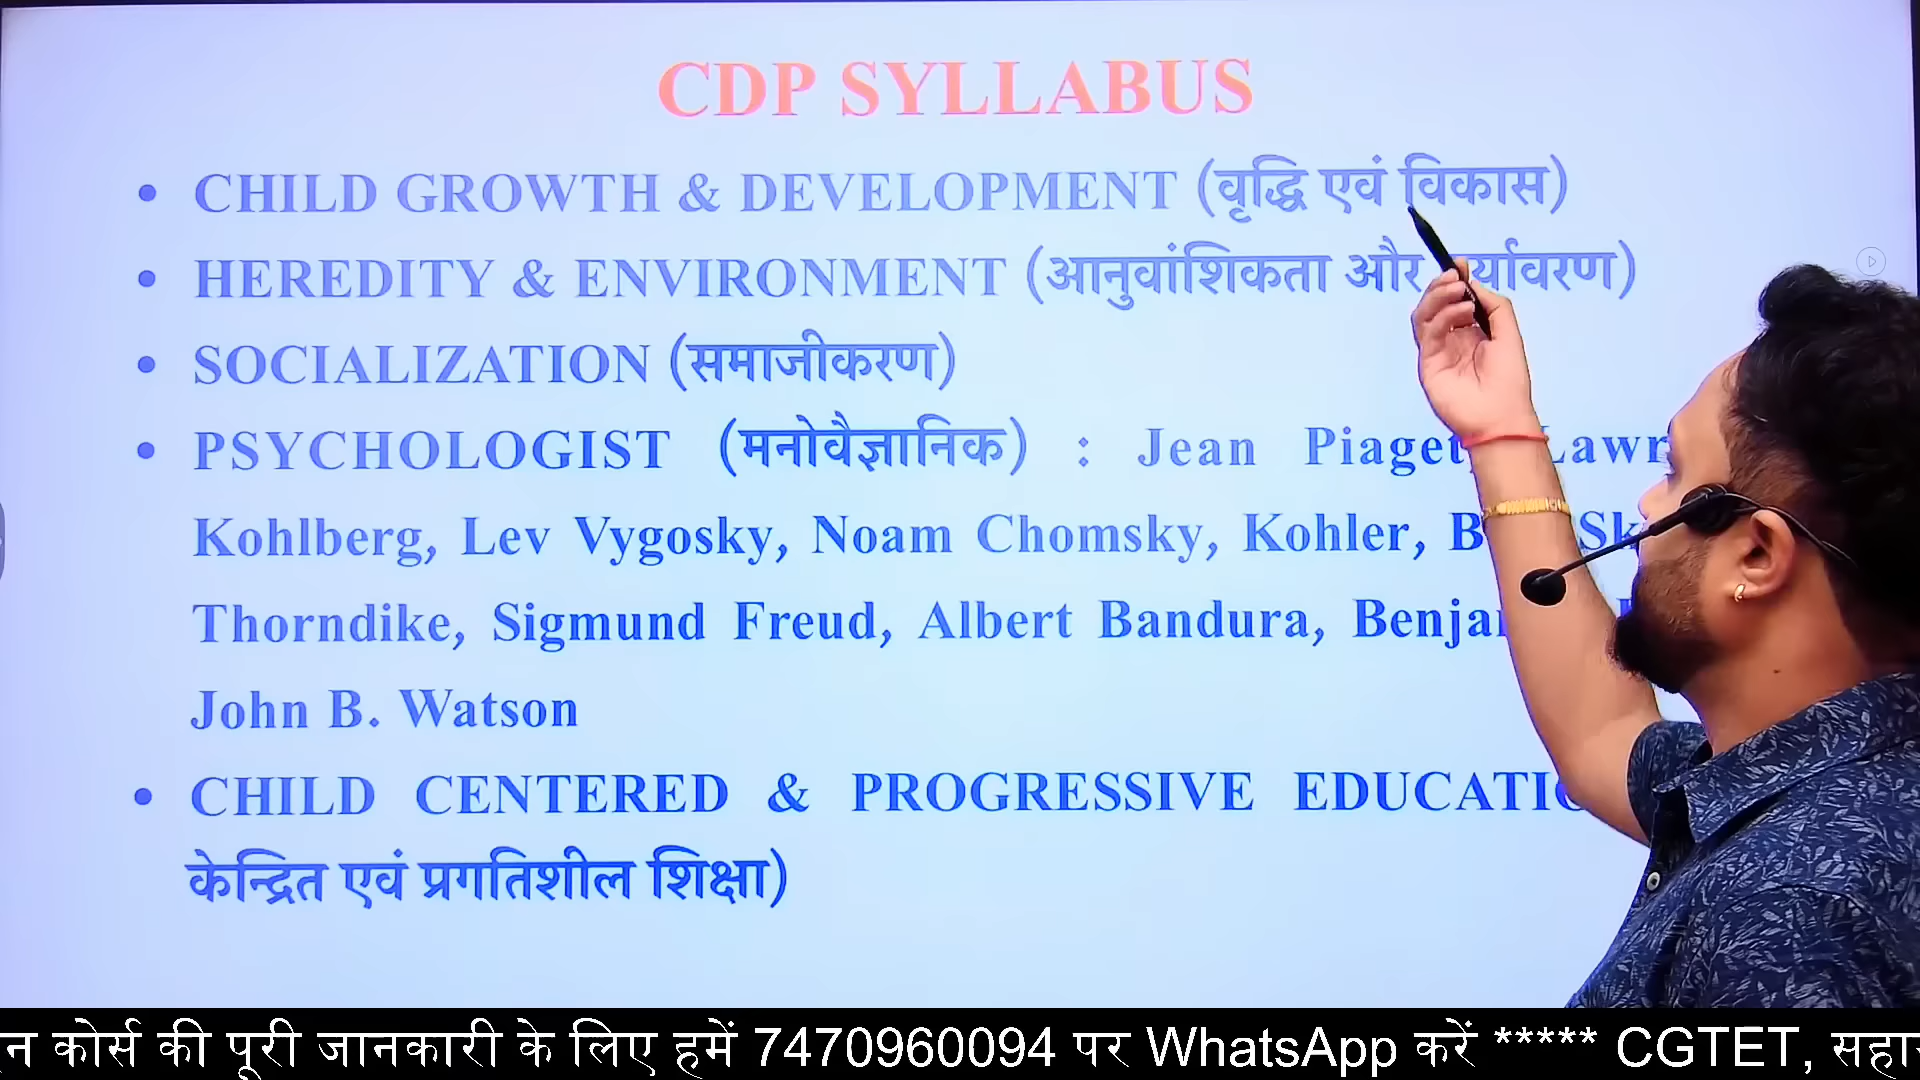 CDP SYLLABUS
• CHILD GROWTH & DEVELOPMENT (वृद्धि एवं विकास)
• HEREDITY & ENVIRONMENT (आनुवांशिकता और
• SOCIALIZATION (समाजीकरण)
• PSYCHOLOGIST (मनोवैज्ञानिक) : Jean Piaget,
Kohlberg, Lev Vygosky, Noam Chomsky, Kohler,
Thorndike, Sigmund Freud, Albert Bandura,
John B. Watson
• CHILD CENTERED & PROGRESSIVE
केन्द्रित एवं प्रगतिशील शिक्षा)
कोर्स की पूरी जानकारी के लिए हमें 7470960094 पर WhatsApp करें ***** CGTET,